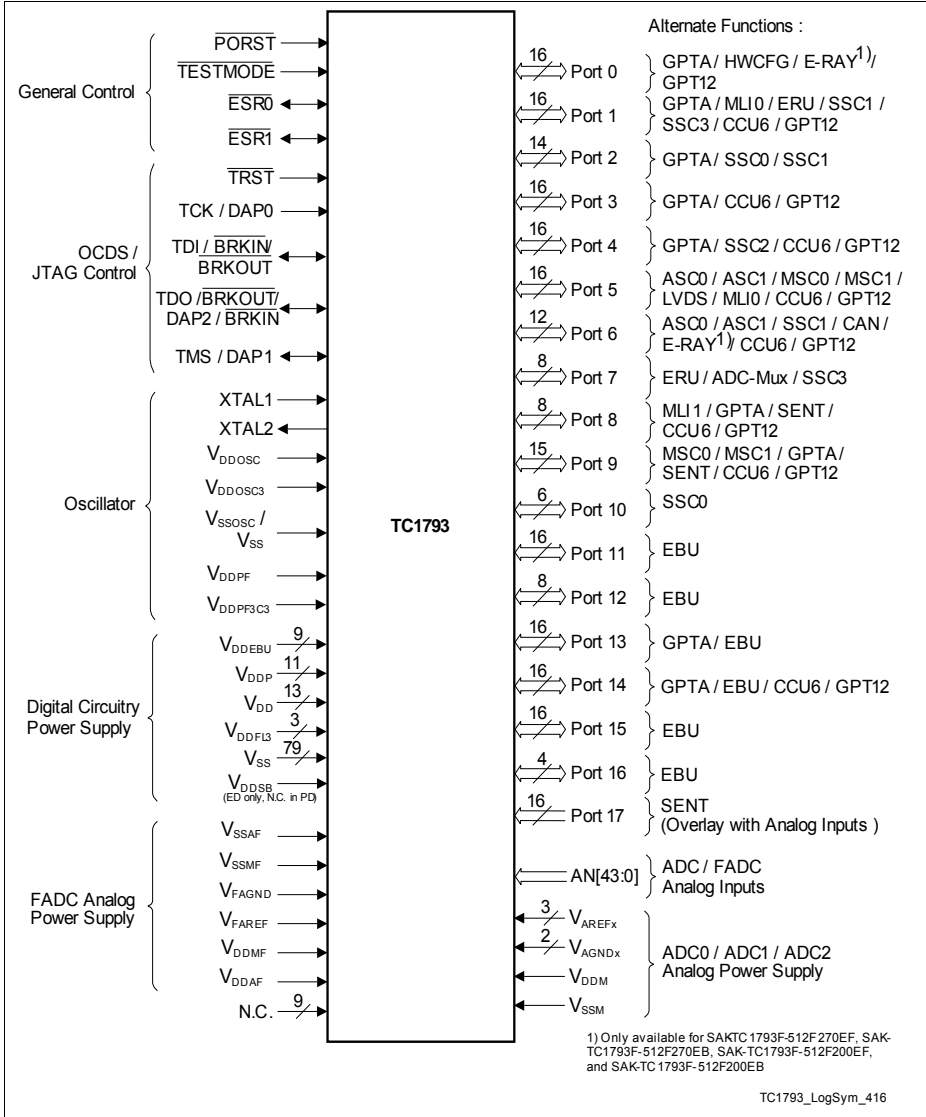 Alternate Functions :
General Control
PORST
TESTMODE
ESR0
ESR1
OCDS /
JTAG Control
TRST
TCK / DAP0
TDI / BRKIN/
BRKOUT
TDO /BRKOUT/
DAP2 / BRKIN
TMS / DAP1
Oscillator
XTAL1
XTAL2
VDDOSC
VDDOSC3
VSSOSC /
VSS
VDDPF
VDDPF3C3
Digital Circuitry
Power Supply
VDDEBU 9
VDDP 11
VDD 13
VDDFL3 3
VSS 79
VDDSB
(ED only, N.C. in PD)
FADC Analog
Power Supply
VSSAF
VSSMF
VFAGND
VFAREF
VDDMF
VDDAF
N.C. 9
TC1793
16 Port 0 GPTA / HWCFG / E-RAY1)/
GPT12
16 Port 1 GPTA / MLI0 / ERU / SSC1 /
SSC3 / CCU6 / GPT12
14 Port 2 GPTA / SSC0 / SSC1
16 Port 3 GPTA / CCU6 / GPT12
16 Port 4 GPTA / SSC2 / CCU6 / GPT12
16 Port 5 ASC0 / ASC1 / MSC0 / MSC1 /
LVDS / MLI0 / CCU6 / GPT12
12 Port 6 ASC0 / ASC1 / SSC1 / CAN /
E-RAY1)/ CCU6 / GPT12
8 Port 7 ERU / ADC-Mux / SSC3
8 Port 8 MLI1 / GPTA / SENT /
CCU6 / GPT12
15 Port 9 MSC0 / MSC1 / GPTA /
SENT / CCU6 / GPT12
6 Port 10 SSC0
16 Port 11 EBU
8 Port 12 EBU
16 Port 13 GPTA / EBU
16 Port 14 GPTA / EBU / CCU6 / GPT12
16 Port 15 EBU
4 Port 16 EBU
16 Port 17 SENT
(Overlay with Analog Inputs )
AN[43:0] ADC / FADC
Analog Inputs
3 VAREFx
2 VAGNDx
VDDM
VSSM
ADC0 / ADC1 / ADC2
Analog Power Supply
1) Only available for SAKTC1793F-512F270EF, SAK-
TC1793F-512F270EB, SAK-TC1793F-512F200EF,
and SAK-TC1793F-512F200EB
TC1793_LogSym_416